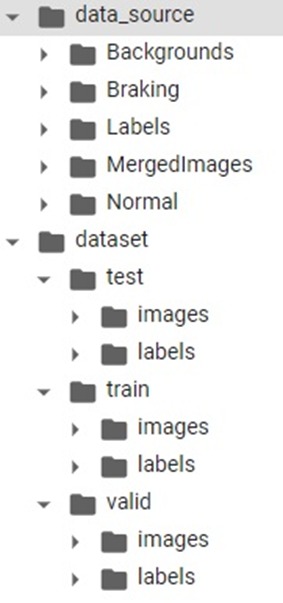 data_source
Backgrounds
Braking
Labels
MergedImages
Normal
dataset
test
images
labels
train
images
labels
valid
images
labels